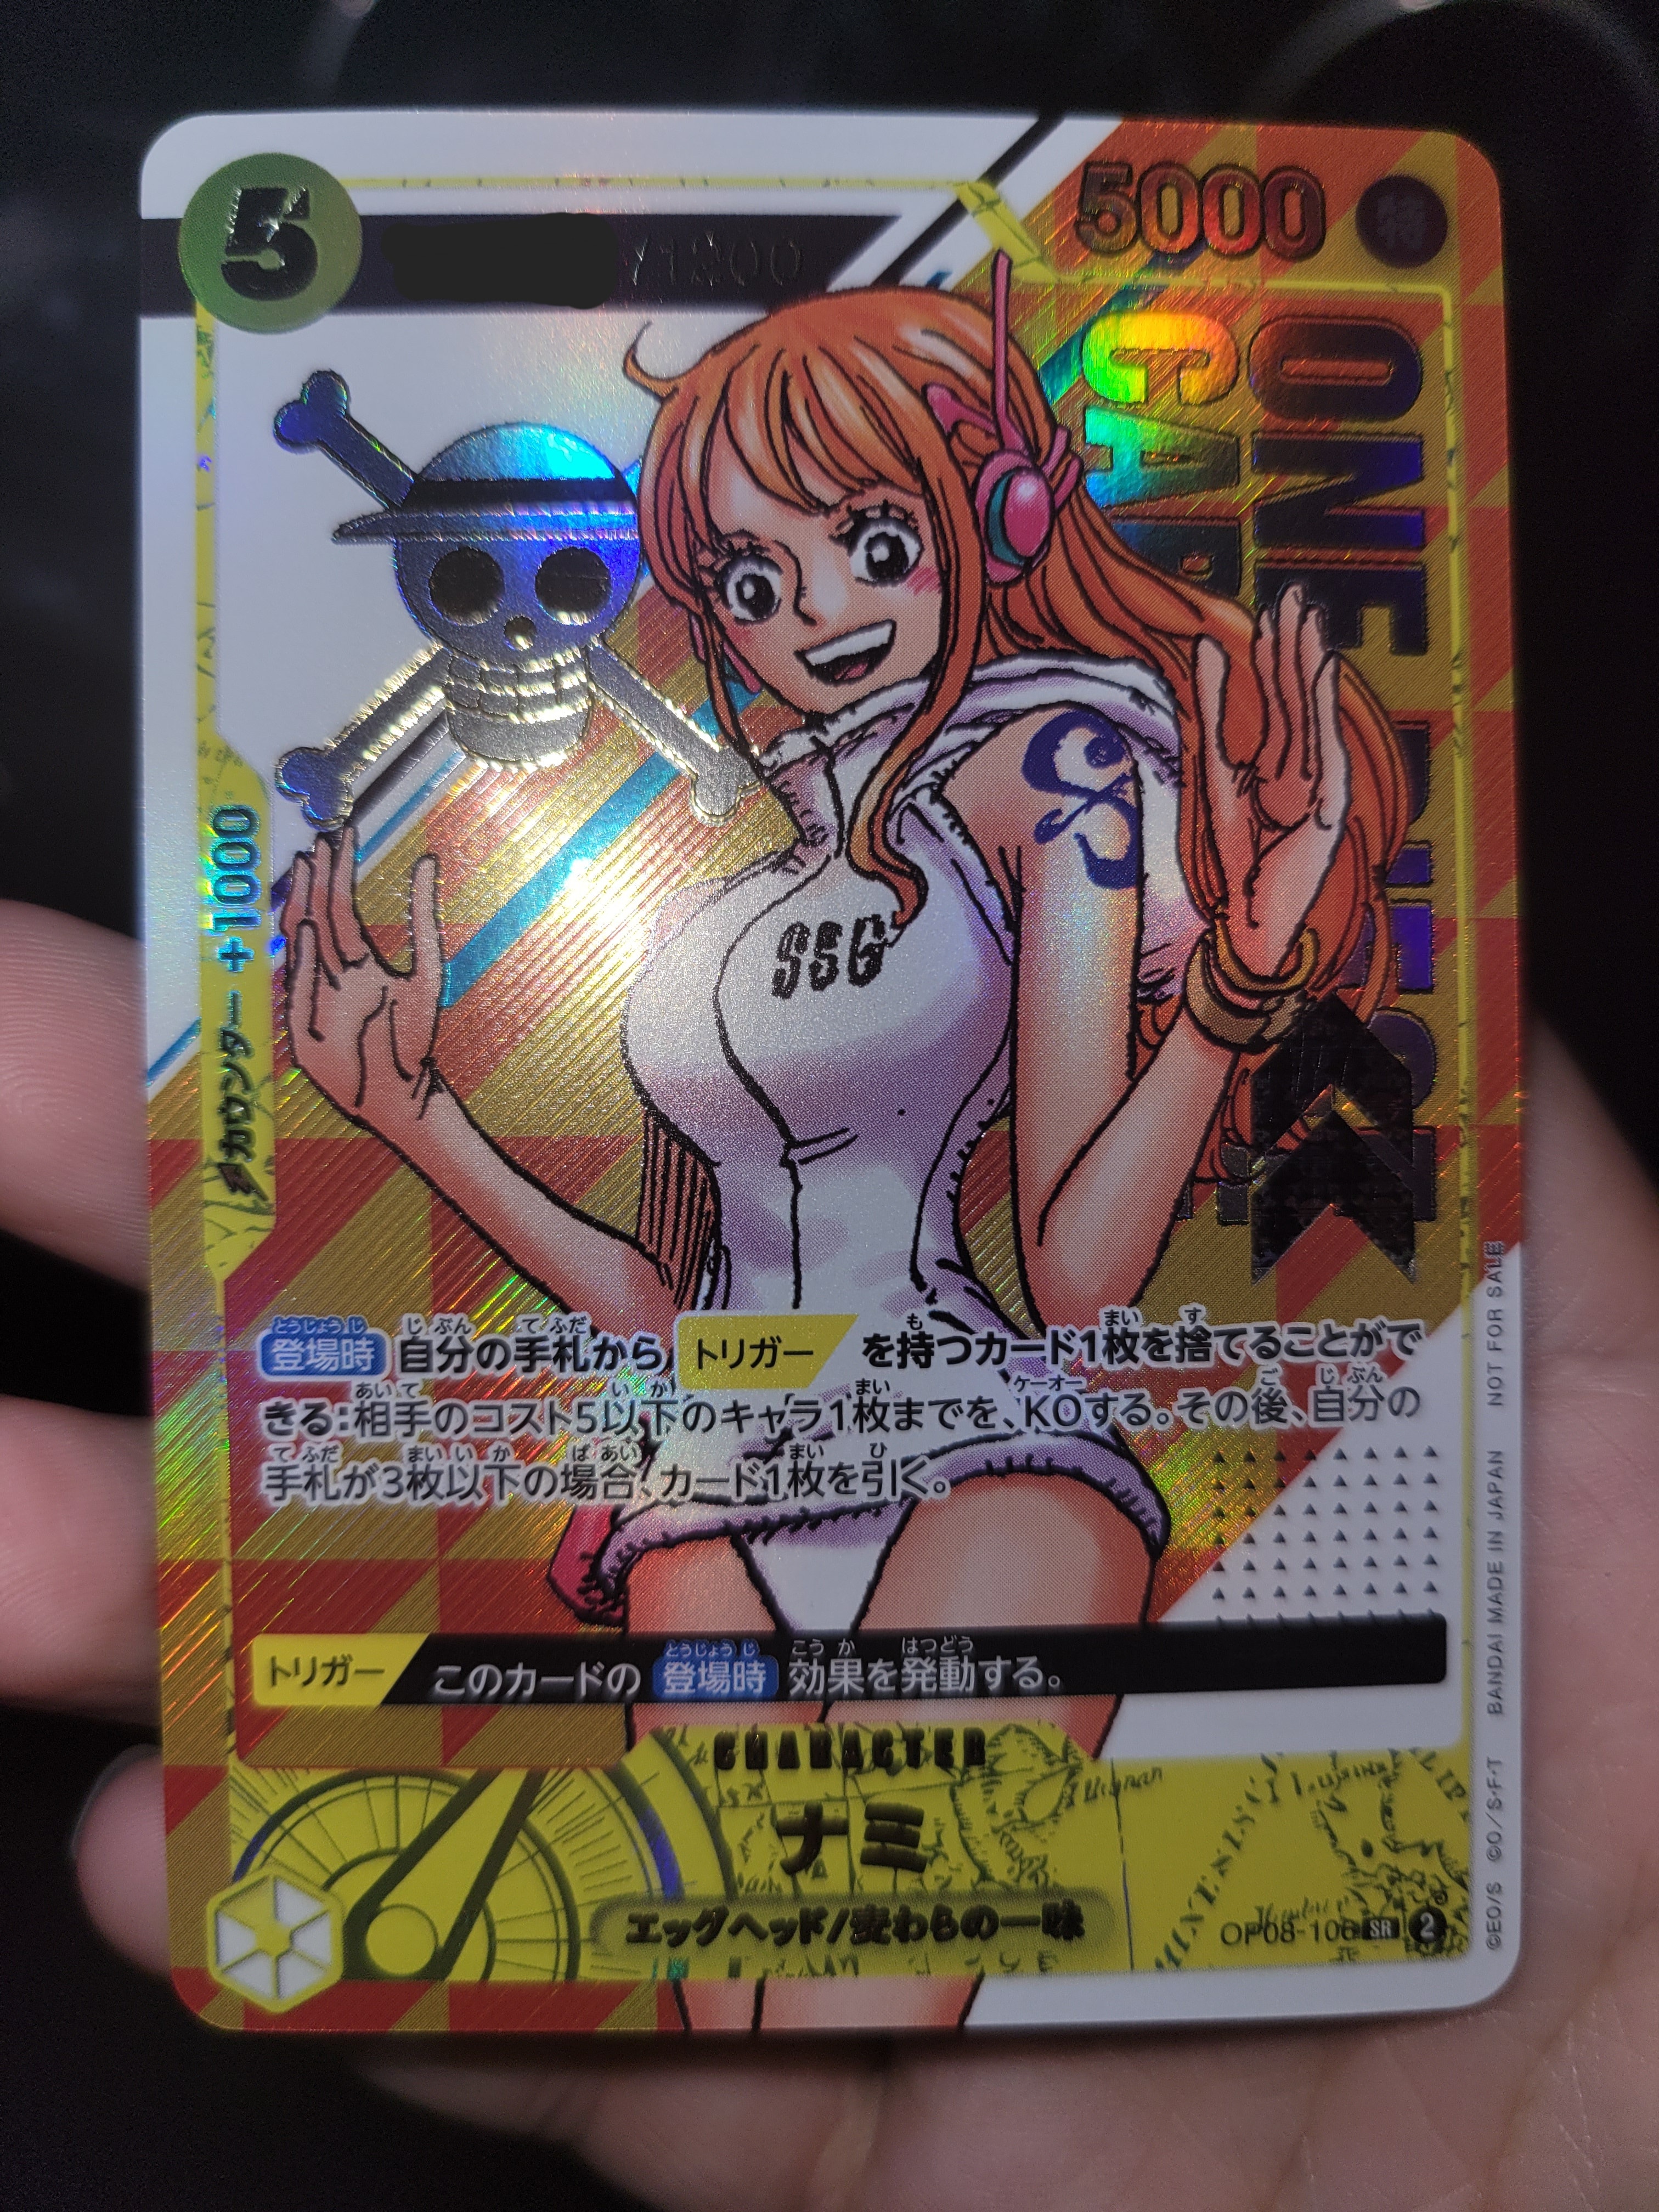 5
/1200
5000
特
ONE PIECE
CARD
カウンター +1000
SSG
登場時 自分の手札から、トリガー を持つカード1枚を捨てることがで
きる：相手のコスト5以下のキャラ1枚までを、KOする。その後、自分の
手札が3枚以下の場合、カード1枚を引く。
トリガー このカードの 登場時 効果を発動する。
CHARACTER
ナミ
エッグヘッド/麦わらの一味
OP08-106 SR 2
©EO/S ©O/S・F・T BANDAI MADE IN JAPAN NOT FOR SALE